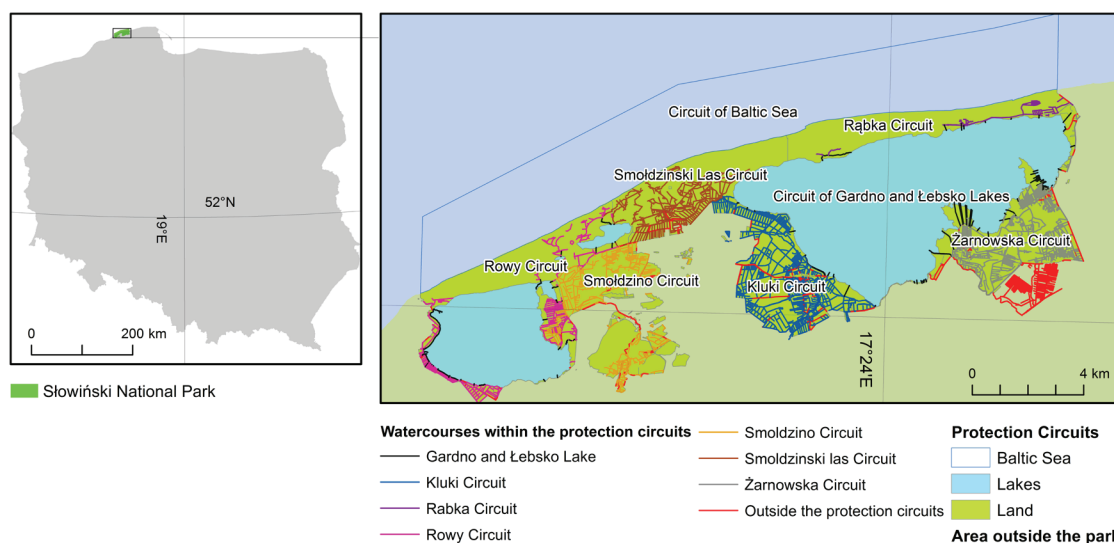 52°N
19°E
0 200 km
Słowiński National Park
Circuit of Baltic Sea
Rąbka Circuit
Smołdzinski Las Circuit
Circuit of Gardno and Łebsko Lakes
Żarnowska Circuit
Rowy Circuit
Smołdzino Circuit
Kluki Circuit
17°24'E
0 4 km
Watercourses within the protection circuits
Gardno and Łebsko Lake
Kluki Circuit
Rabka Circuit
Rowy Circuit
Smoldzino Circuit
Smoldzinski las Circuit
Żarnowska Circuit
Outside the protection circuits
Protection Circuits
Baltic Sea
Lakes
Land
Area outside the park